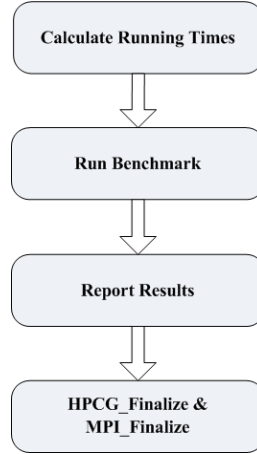 Calculate Running Times
Run Benchmark
Report Results
HPCG_Finalize &
MPI_Finalize